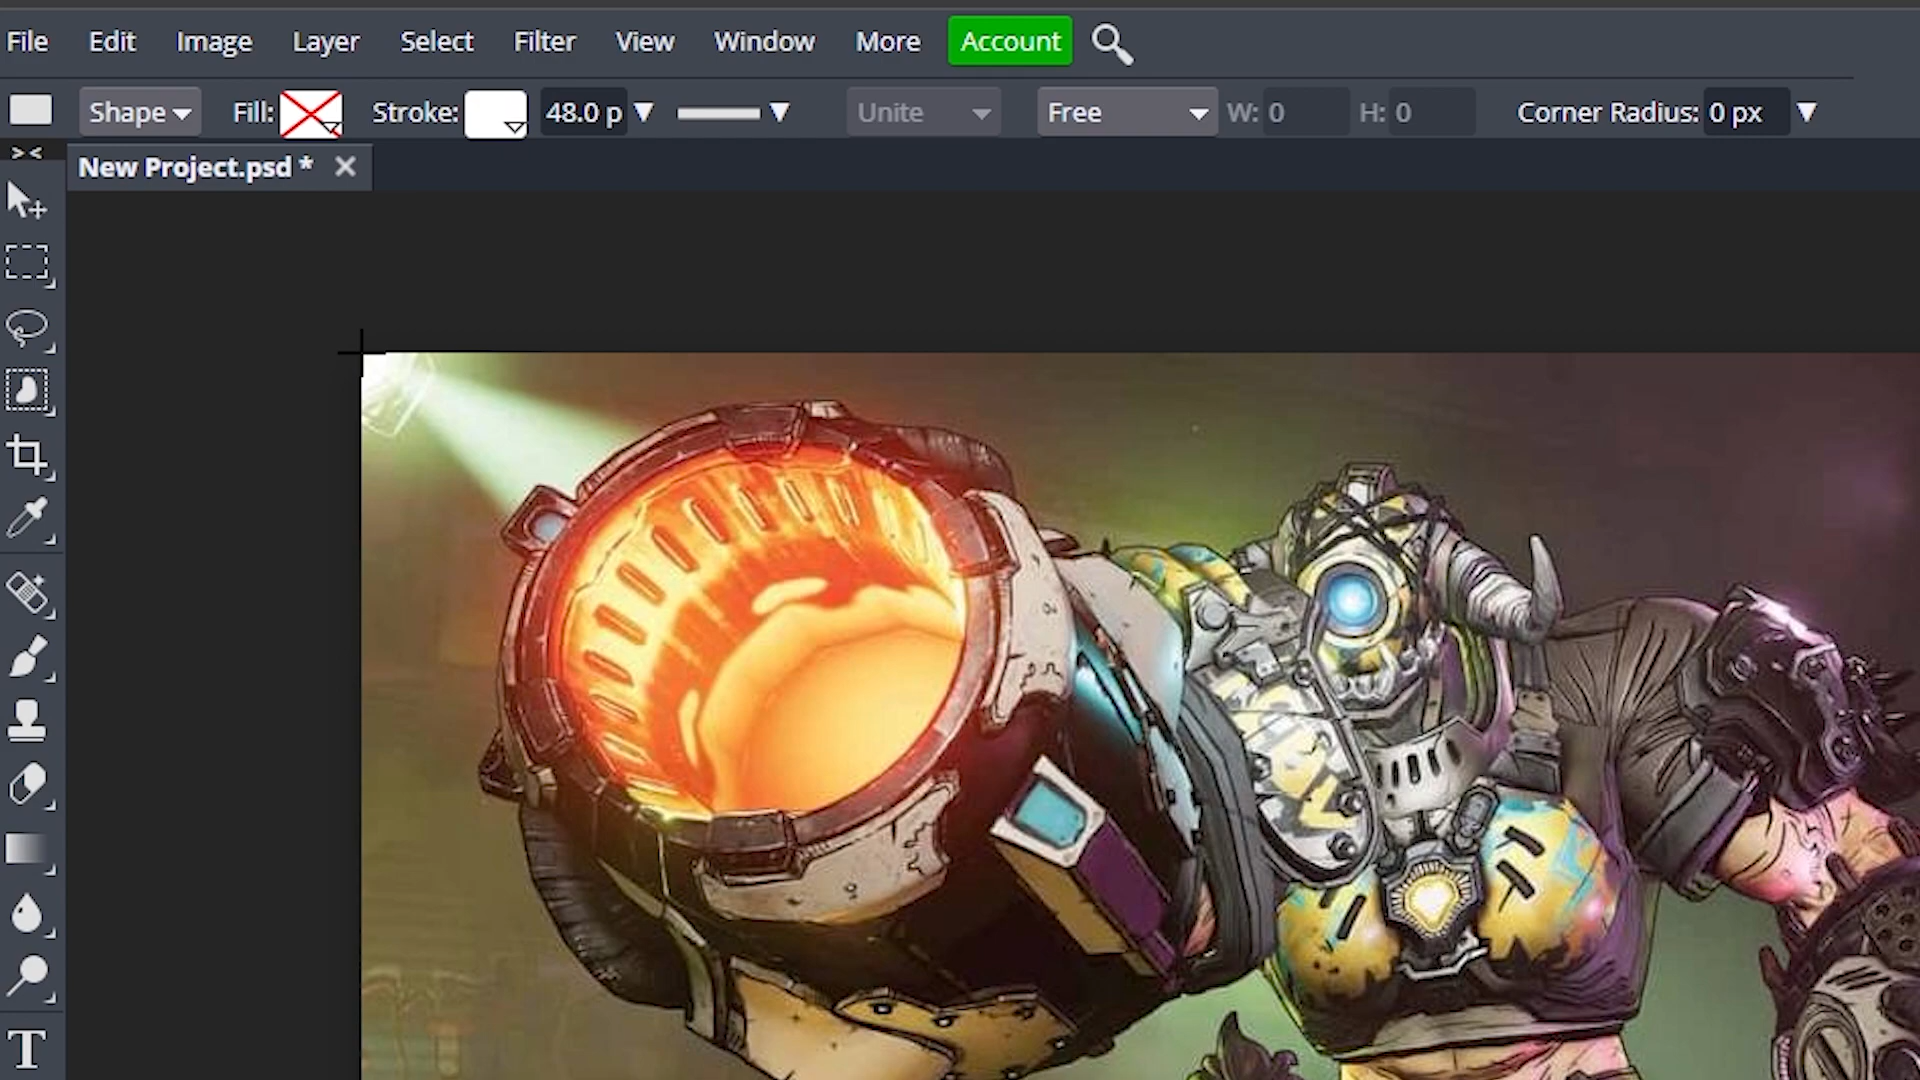 File Edit Image Layer Select Filter View Window More Account
Shape Fill: Stroke: 48.0 p Unite Free W: 0 H: 0 Corner Radius: 0 px
> <
New Project.psd * ✕
T